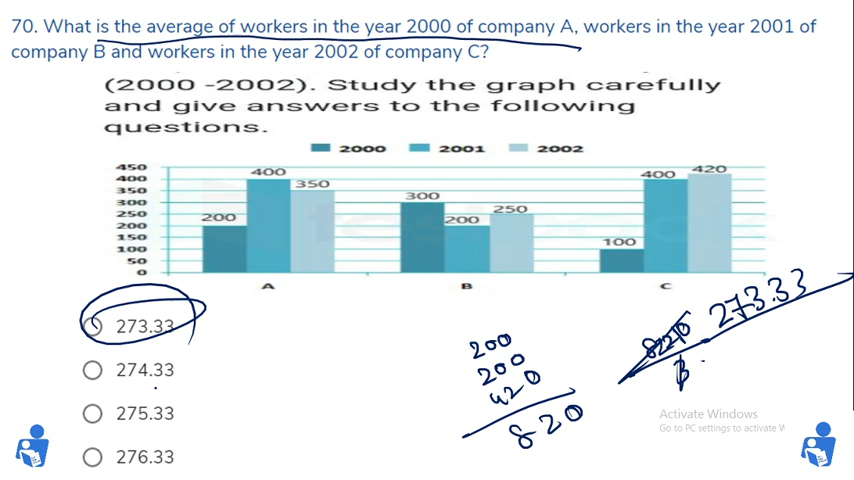 70. What is the average of workers in the year 2000 of company A, workers in the year 2001 of
company B and workers in the year 2002 of company C?
(2000 -2002). Study the graph carefully
and give answers to the following
questions.
2000 2001 2002
450
400
350
300
250
200
150
100
50
0
200 400 350
300 200 250
100 400 420
A B C
273.33
274.33
275.33
276.33
200
200
420
820
273.33
Activate Windows
Go to PC settings to activate W